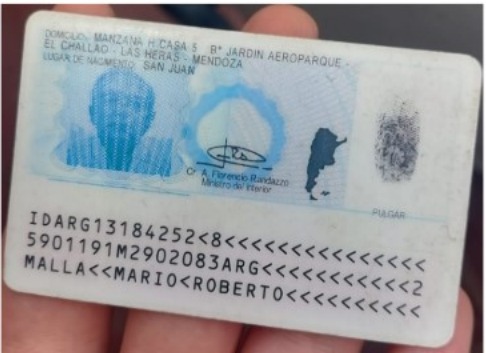 DOMICILIO: MANZANA H CASA 5 Bº JARDIN AEROPARQUE -
EL CHALLAO - LAS HERAS - MENDOZA
LUGAR DE NACIMIENTO: SAN JUAN
Cr. A. Florencio Randazzo
Ministro del Interior
PULGAR
IDARG13184252<8<<<<<<<<<<<<<<<
5901191M2902083ARG<<<<<<<<<<<2
MALLA<<MARIO<ROBERTO<<<<<<<<<<